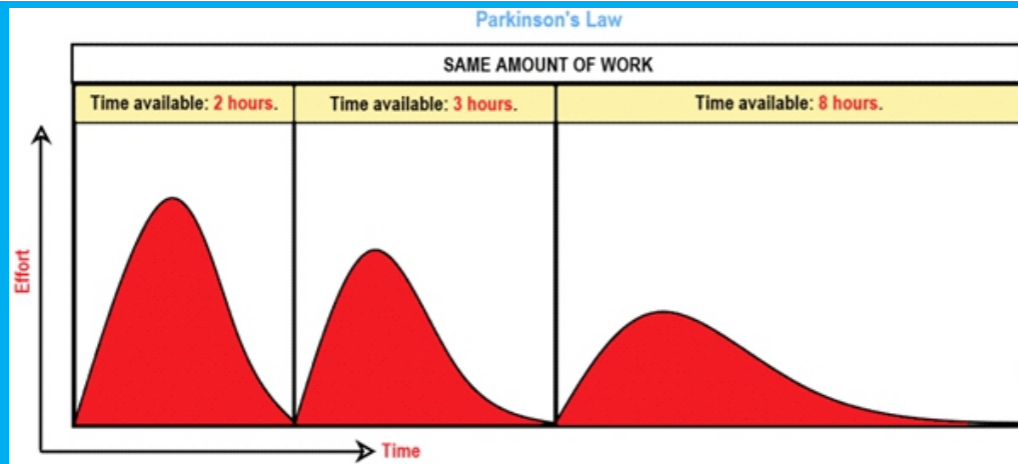 Parkinson's Law
SAME AMOUNT OF WORK
Time available: 2 hours.
Time available: 3 hours.
Time available: 8 hours.
Effort
Time